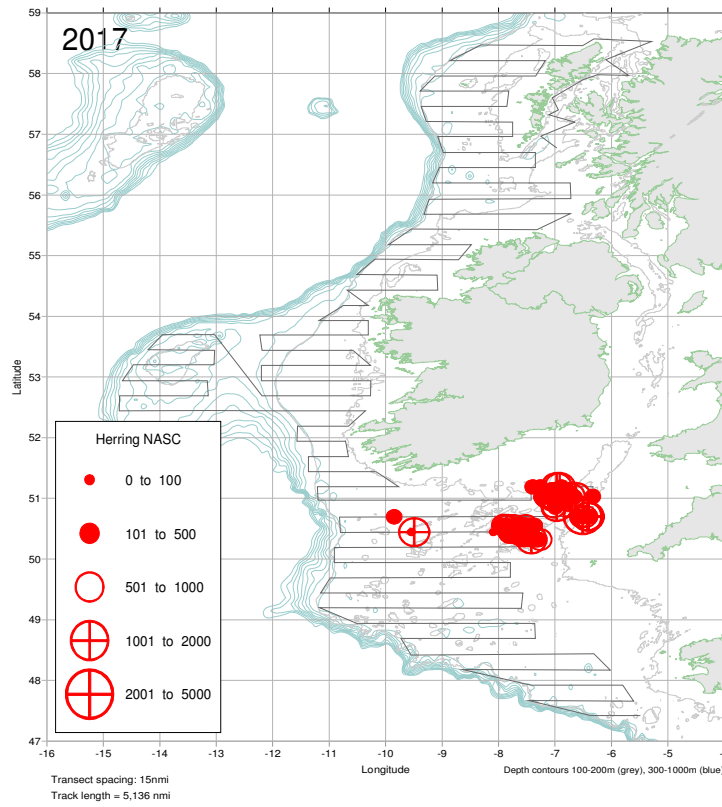 2017
59
58
57
56
55
54
53
52
51
50
49
48
47
Latitude
Herring NASC
0 to 100
101 to 500
501 to 1000
1001 to 2000
2001 to 5000
-16 -15 -14 -13 -12 -11 -10 -9 -8 -7 -6 -5 -4
Longitude
Depth contours 100-200m (grey), 300-1000m (blue)
Transect spacing: 15nmi
Track length = 5,136 nmi